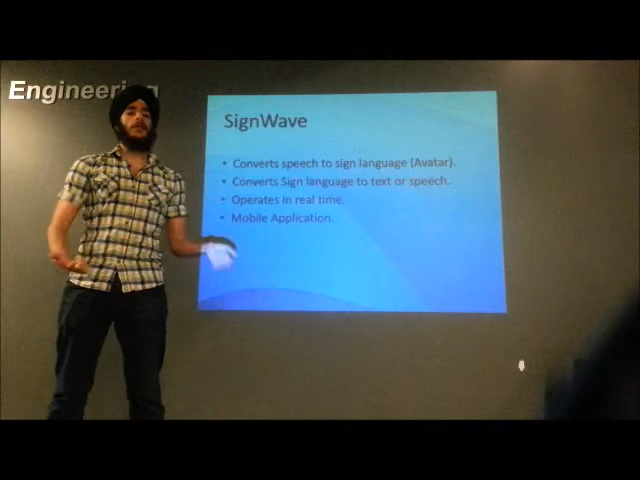 Engineering
SignWave
• Converts speech to sign language (Avatar).
• Converts Sign language to text or speech.
• Operates in real time.
• Mobile Application.